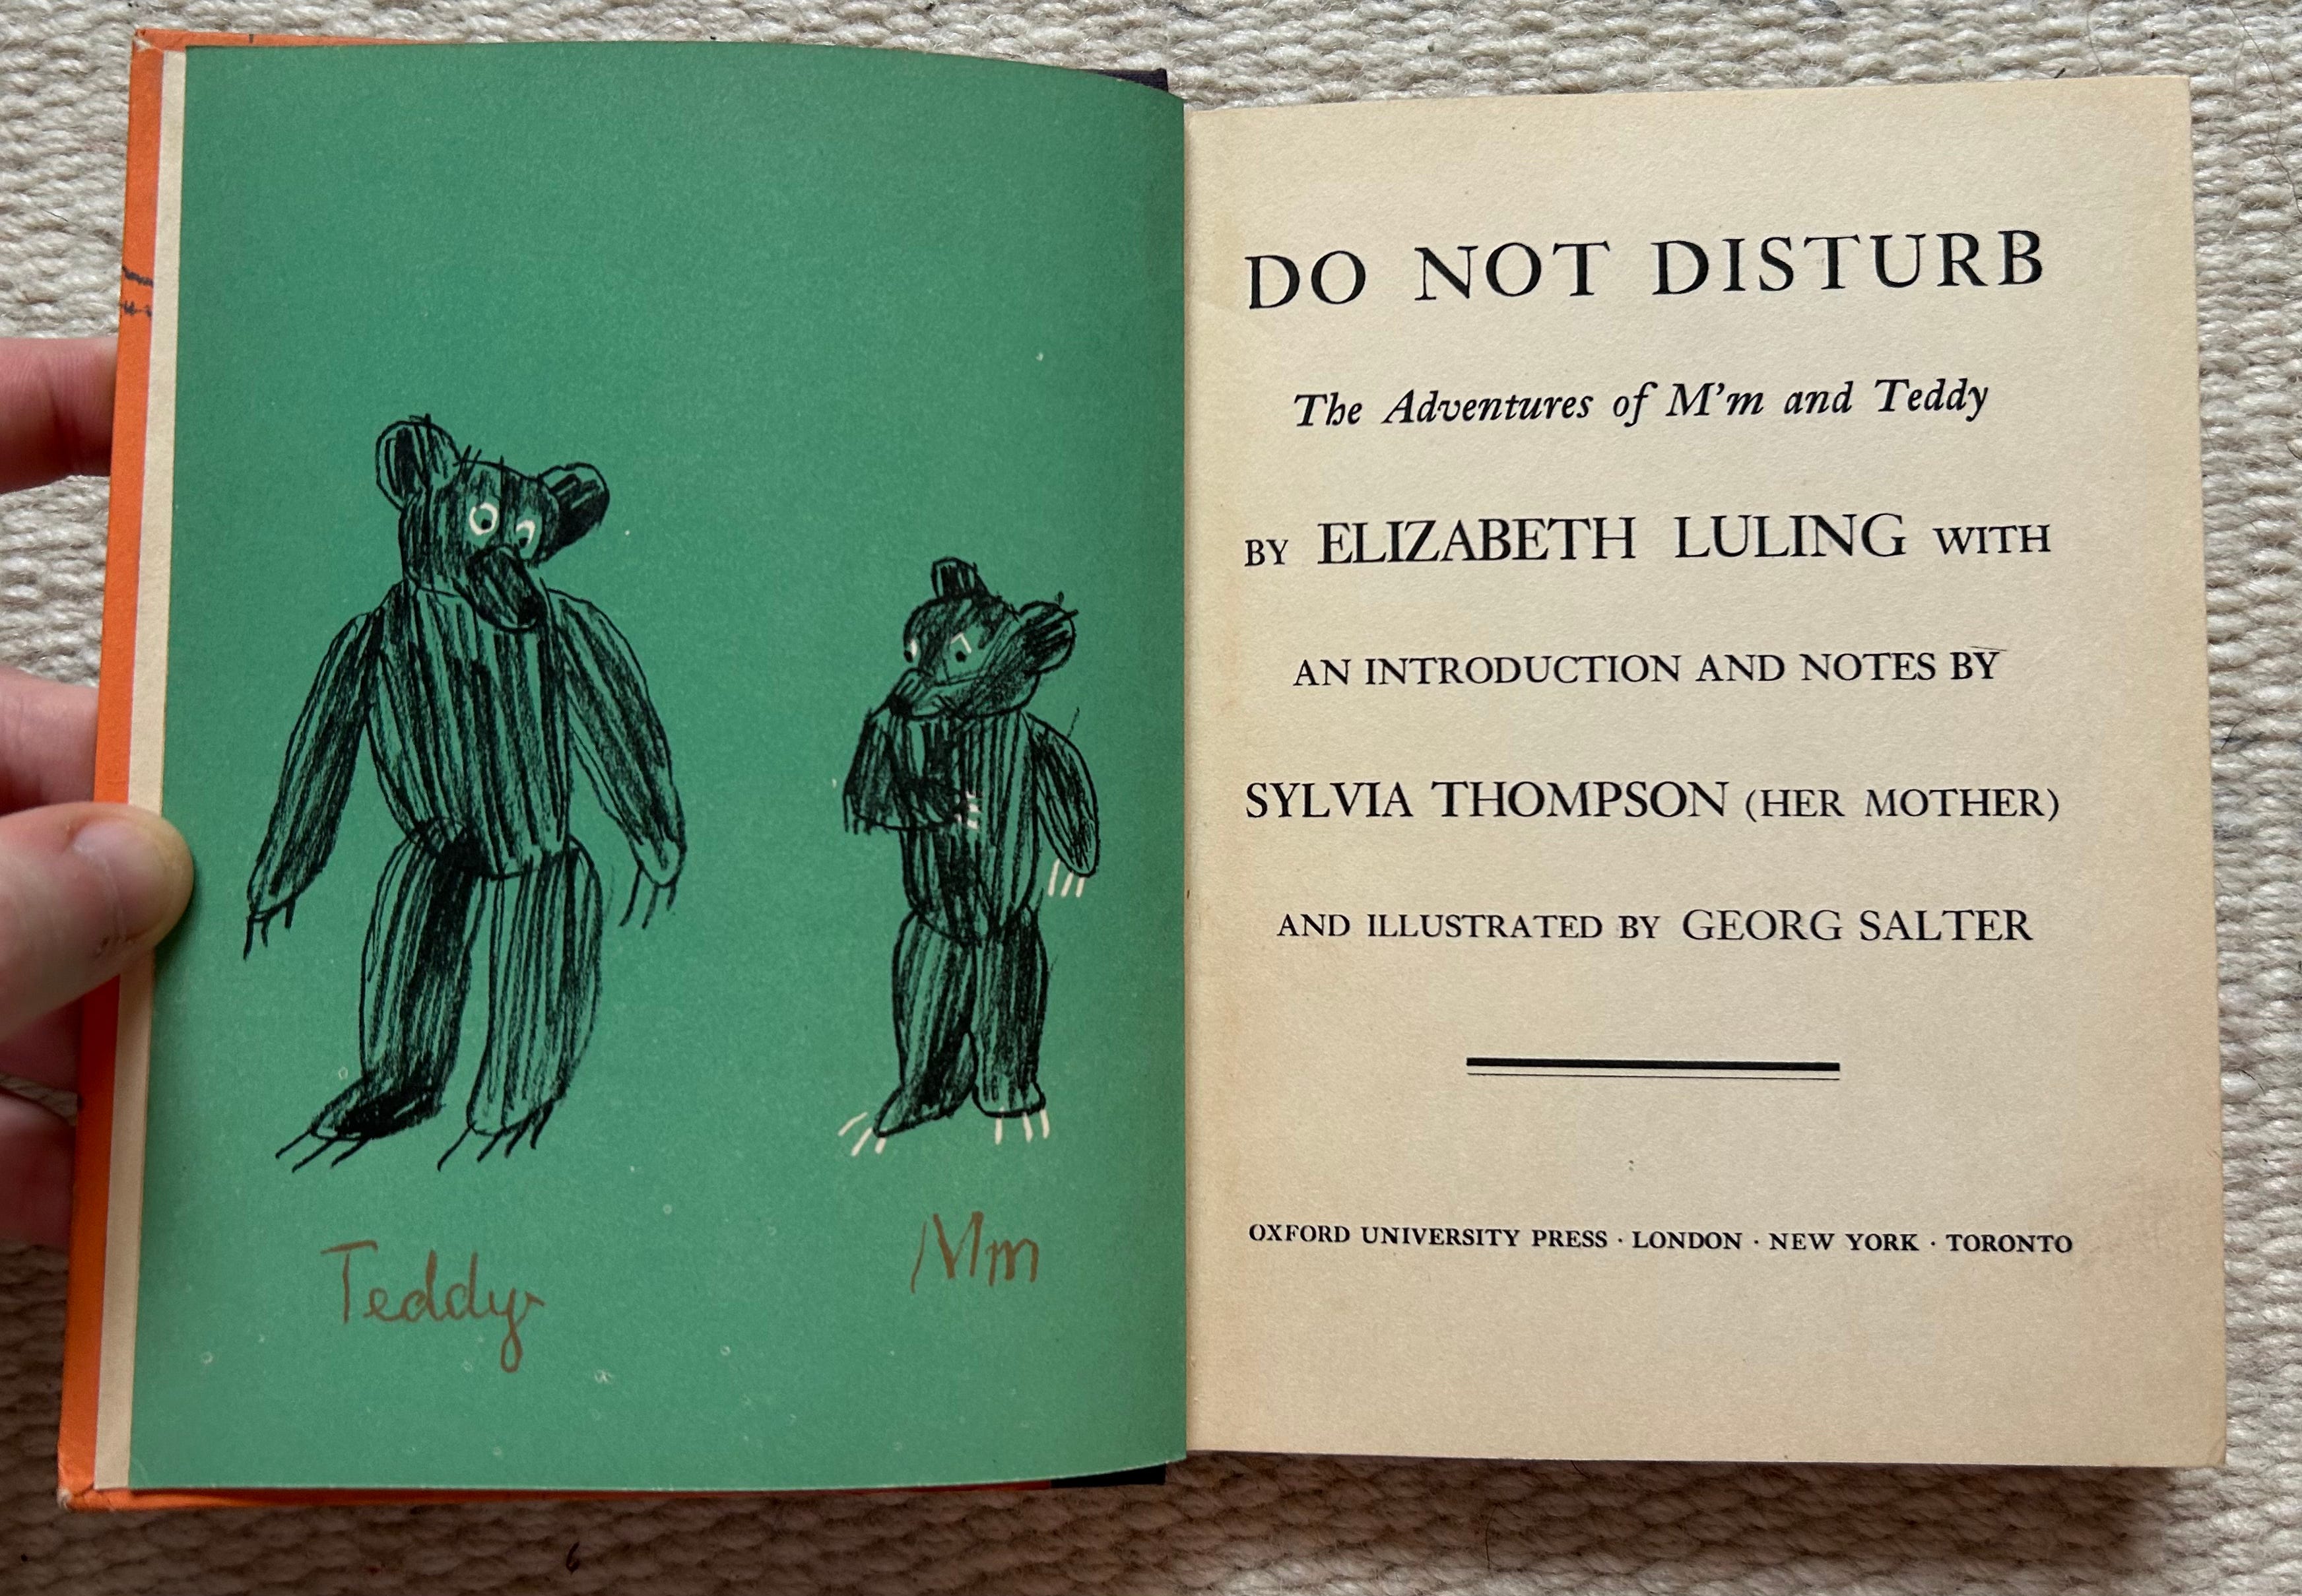 Teddy
Mm
DO NOT DISTURB
The Adventures of M'm and Teddy
BY ELIZABETH LULING WITH
AN INTRODUCTION AND NOTES BY
SYLVIA THOMPSON (HER MOTHER)
AND ILLUSTRATED BY GEORG SALTER
OXFORD UNIVERSITY PRESS · LONDON · NEW YORK · TORONTO